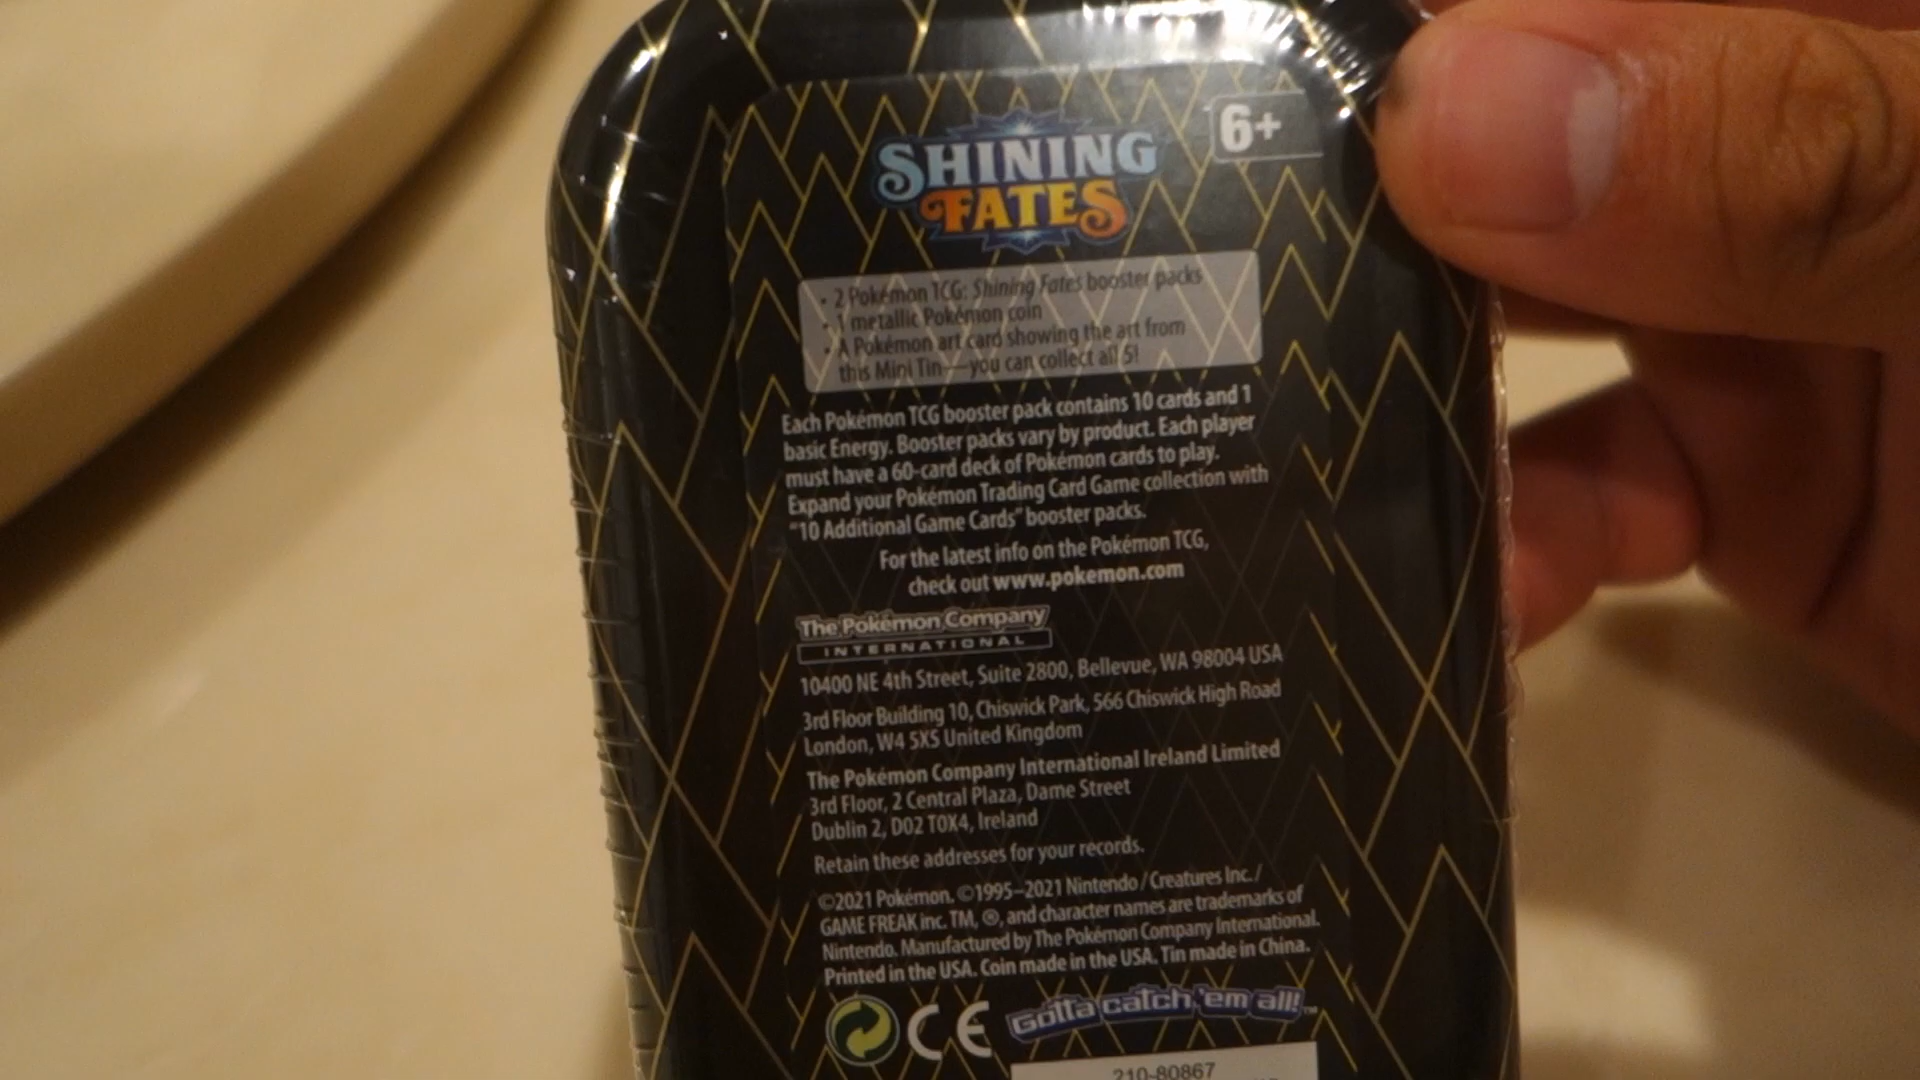 SHINING
FATES
6+
• 2 Pokémon TCG: Shining Fates booster packs
• 1 metallic Pokémon coin
• A Pokémon art card showing the art from
this Mini Tin—you can collect all 5!
Each Pokémon TCG booster pack contains 10 cards and 1
basic Energy. Booster packs vary by product. Each player
must have a 60-card deck of Pokémon cards to play.
Expand your Pokémon Trading Card Game collection with
"10 Additional Game Cards" booster packs.
For the latest info on the Pokémon TCG,
check out www.pokemon.com
The Pokémon Company
INTERNATIONAL
10400 NE 4th Street, Suite 2800, Bellevue, WA 98004 USA
3rd Floor Building 10, Chiswick Park, 566 Chiswick High Road
London, W4 5XS United Kingdom
The Pokémon Company International Ireland Limited
3rd Floor, 2 Central Plaza, Dame Street
Dublin 2, D02 T0X4, Ireland
Retain these addresses for your records.
©2021 Pokémon. ©1995–2021 Nintendo / Creatures Inc. /
GAME FREAK inc. TM, ®, and character names are trademarks of
Nintendo. Manufactured by The Pokémon Company International.
Printed in the USA. Coin made in the USA. Tin made in China.
CE
Gotta catch 'em all!™
210-80867